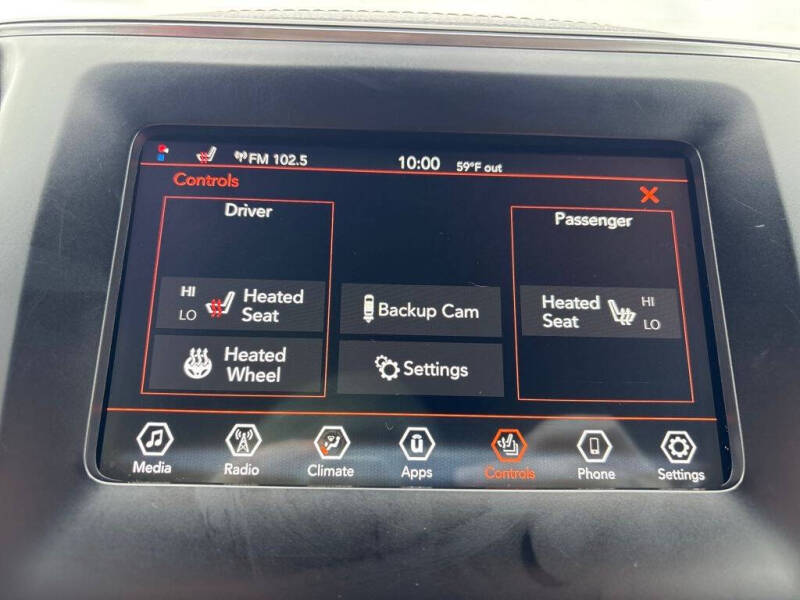 FM 102.5
10:00
59°F out
Controls
Driver
HI
LO
Heated
Seat
Heated
Wheel
Backup Cam
Settings
Passenger
Heated
Seat
HI
LO
Media
Radio
Climate
Apps
Controls
Phone
Settings